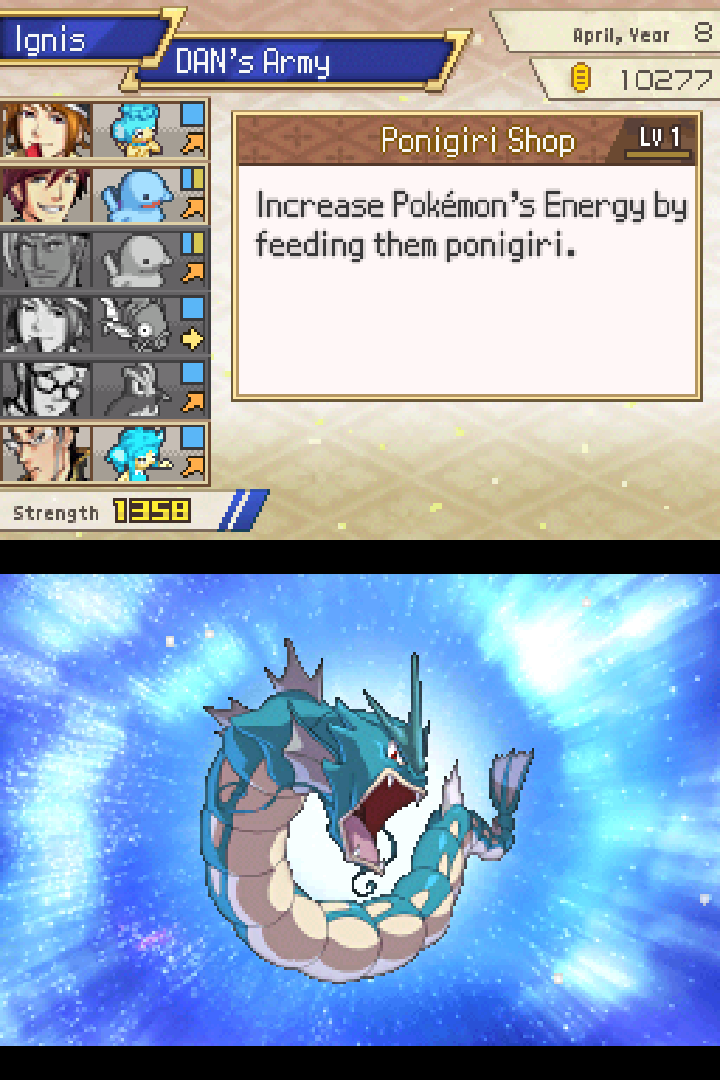 Ignis
DAN's Army
April, Year 8
10277
Ponigiri Shop Lv 1
Increase Pokémon's Energy by
feeding them ponigiri.
Strength 1358